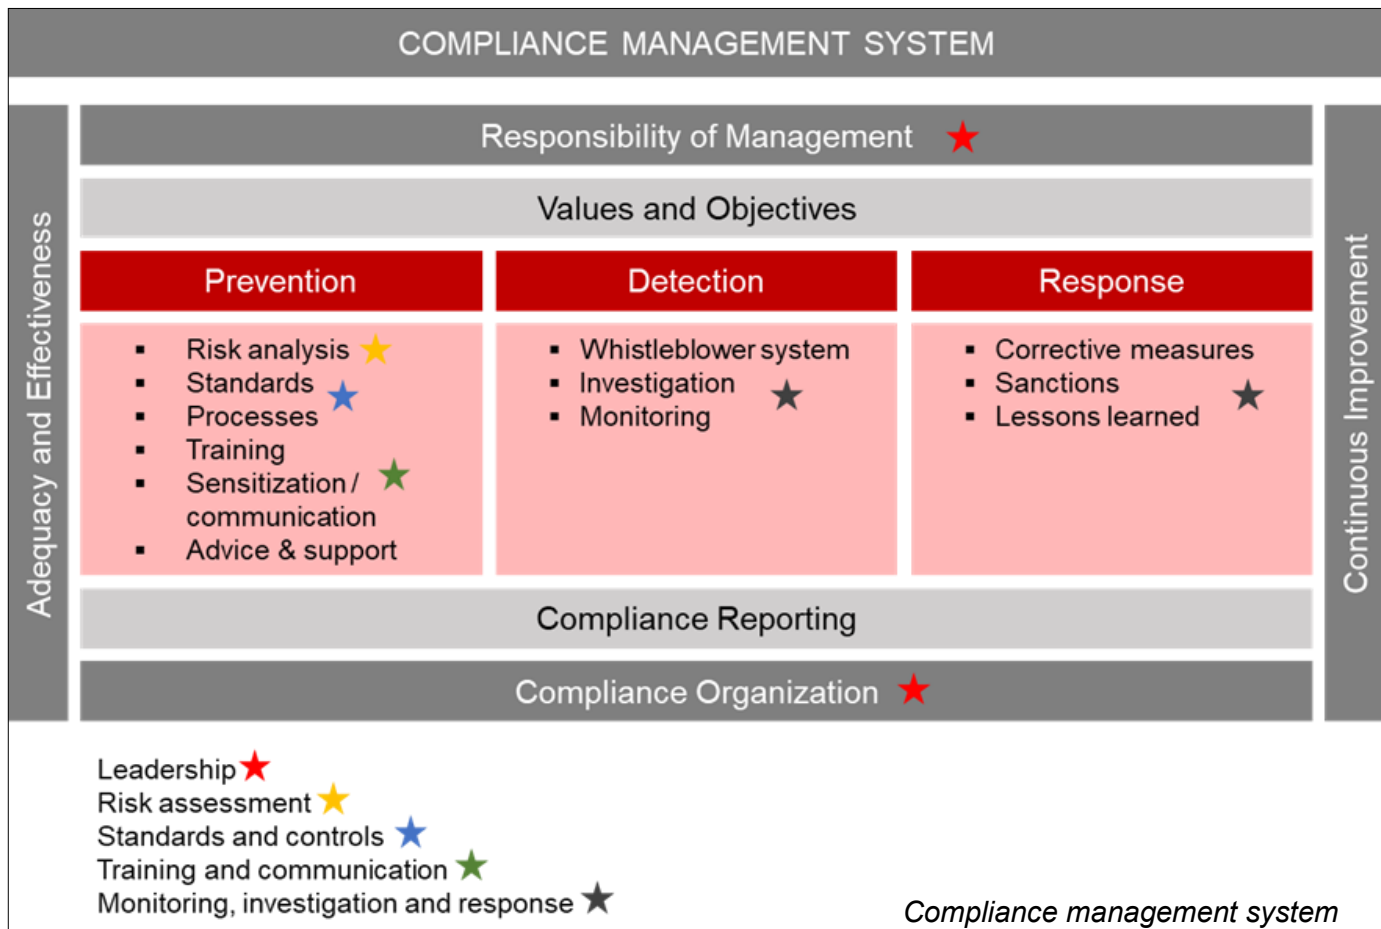 COMPLIANCE MANAGEMENT SYSTEM
Adequacy and Effectiveness
Responsibility of Management
Values and Objectives
Prevention
Risk analysis
Standards
Processes
Training
Sensitization /
communication
Advice & support
Detection
Whistleblower system
Investigation
Monitoring
Response
Corrective measures
Sanctions
Lessons learned
Compliance Reporting
Compliance Organization
Continuous Improvement
Leadership
Risk assessment
Standards and controls
Training and communication
Monitoring, investigation and response
Compliance management system